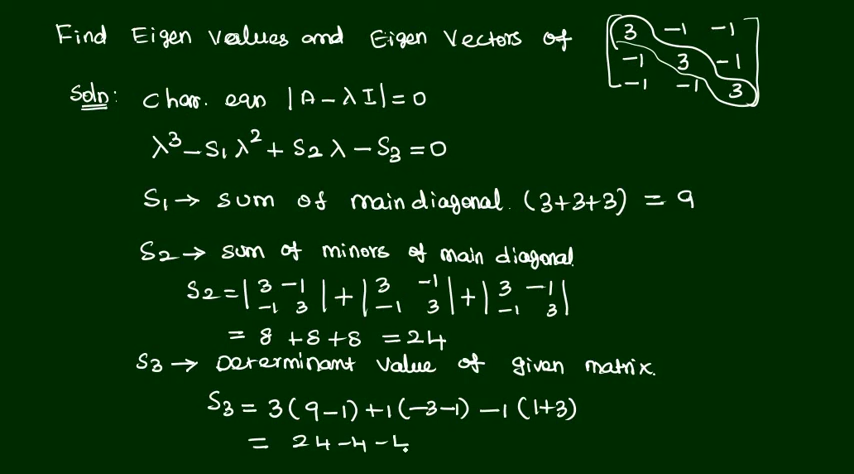 Find Eigen Values and Eigen Vectors of [3 -1 -1
-1 3 -1
-1 -1 3]
Soln: Char. eqn |A-λI|=0
λ³-S₁λ²+S₂λ-S₃=0
S₁→ sum of main diagonal. (3+3+3) = 9
S₂→ sum of minors of main diagonal
S₂=|3 -1|+|3 -1|+|3 -1|
|-1 3| |-1 3| |-1 3|
= 8+8+8 =24
S₃→ Determinant value of given matrix.
S₃= 3(9-1)+1(-3-1)-1(1+3)
= 24-4-4